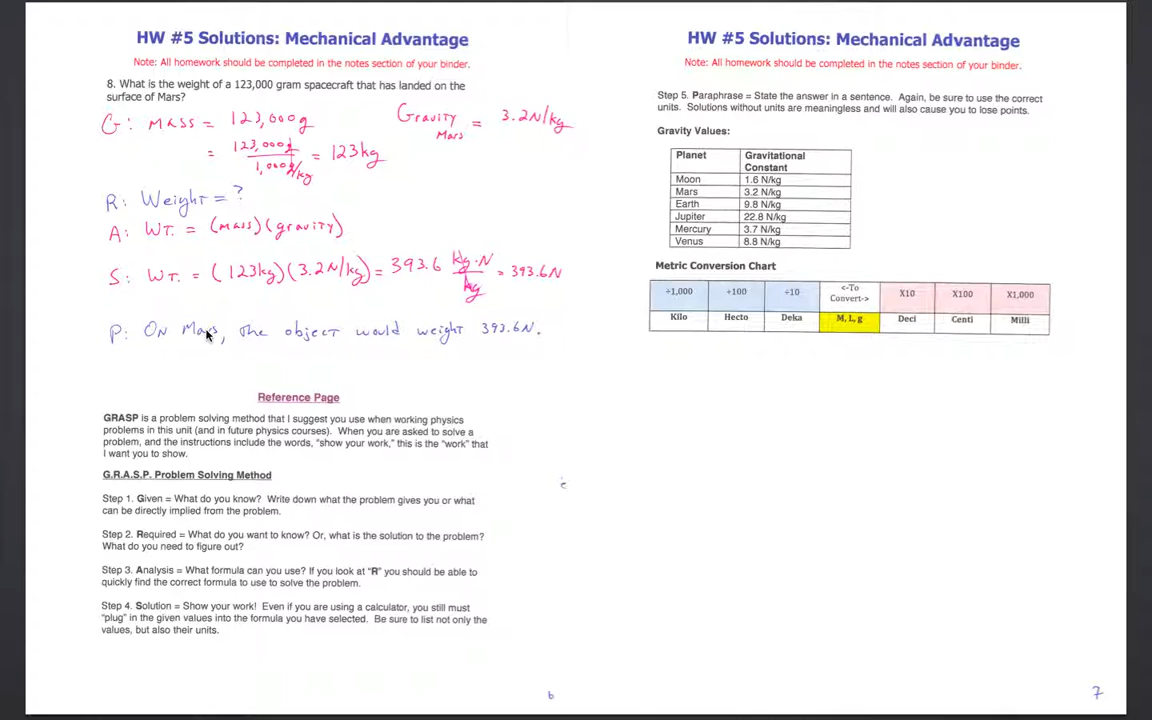 HW #5 Solutions: Mechanical Advantage
Note: All homework should be completed in the notes section of your binder.
8. What is the weight of a 123,000 gram spacecraft that has landed on the
surface of Mars?
G: mass = 123,000g
= 123,000g / 1,000g/kg = 123kg
Gravity Mars = 3.2N/kg
R: Weight = ?
A: WT. = (mass)(gravity)
S: WT. = (123kg)(3.2N/kg) = 393.6 kg·N/kg = 393.6N
P: On Mars, the object would weight 393.6N.
Reference Page
GRASP is a problem solving method that I suggest you use when working physics
problems in this unit (and in future physics courses). When you are asked to solve a
problem, and the instructions include the words, "show your work," this is the "work" that
I want you to show.
G.R.A.S.P. Problem Solving Method
Step 1. Given = What do you know? Write down what the problem gives you or what
can be directly implied from the problem.
Step 2. Required = What do you want to know? Or, what is the solution to the problem?
What do you need to figure out?
Step 3. Analysis = What formula can you use? If you look at "R" you should be able to
quickly find the correct formula to use to solve the problem.
Step 4. Solution = Show your work! Even if you are using a calculator, you still must
"plug" in the given values into the formula you have selected. Be sure to list not only the
values, but also their units.
6
HW #5 Solutions: Mechanical Advantage
Note: All homework should be completed in the notes section of your binder.
Step 5. Paraphrase = State the answer in a sentence. Again, be sure to use the correct
units. Solutions without units are meaningless and will also cause you to lose points.
Gravity Values:
Planet Gravitational
Constant
Moon 1.6 N/kg
Mars 3.2 N/kg
Earth 9.8 N/kg
Jupiter 22.8 N/kg
Mercury 3.7 N/kg
Venus 8.8 N/kg
Metric Conversion Chart
÷1,000 ÷100 ÷10 <-To Convert-> X10 X100 X1,000
Kilo Hecto Deka M, L, g Deci Centi Milli
7